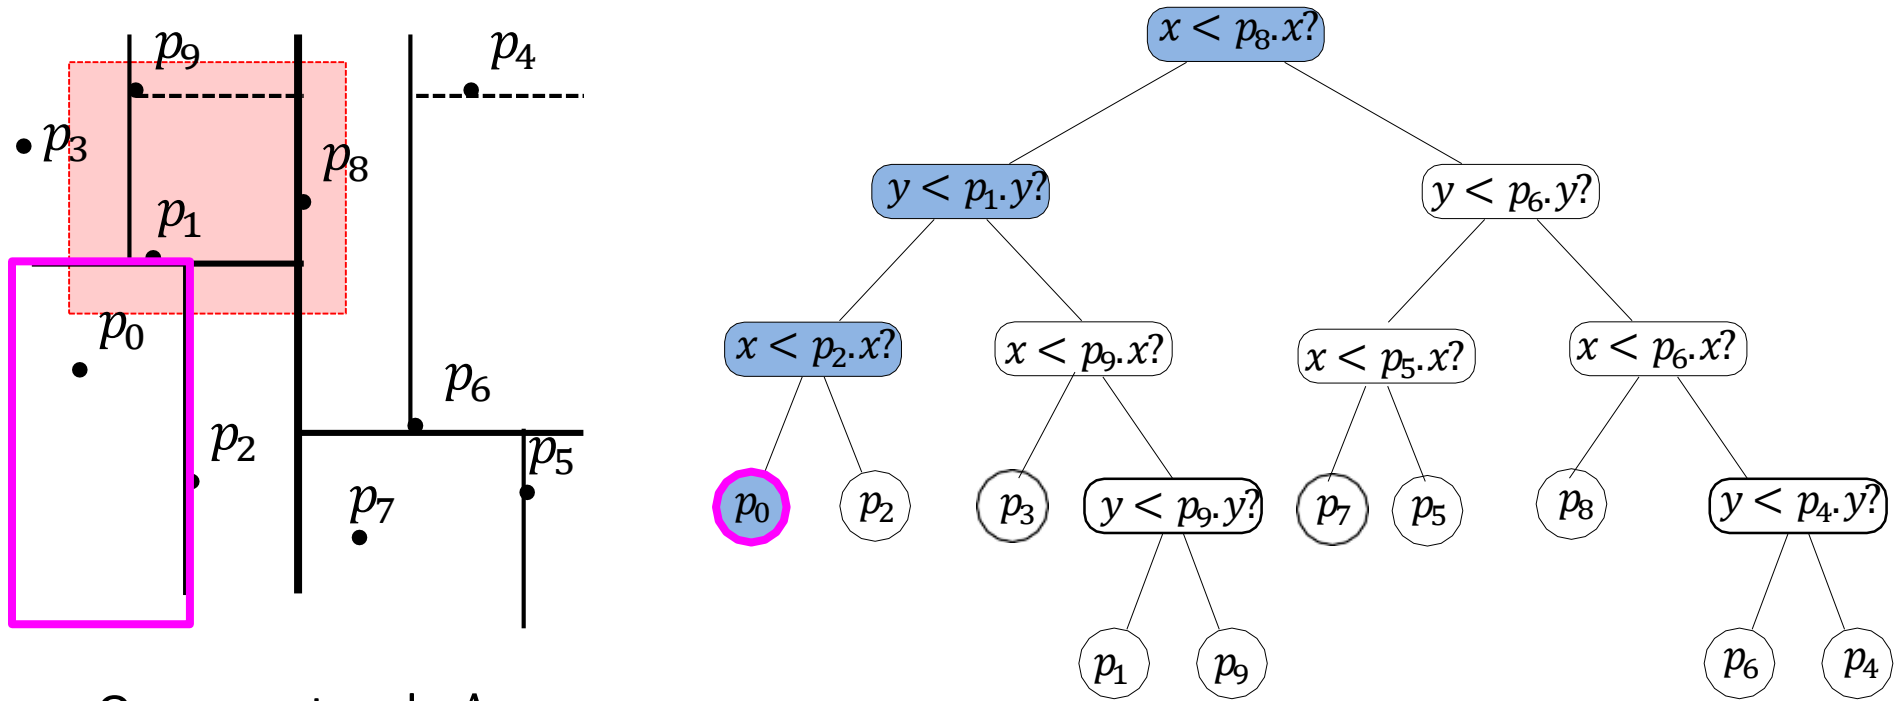 p9
p4
p3
p8
p1
p0
p6
p2
p5
p7
x < p8.x?
y < p1.y?
y < p6.y?
x < p2.x?
x < p9.x?
x < p5.x?
x < p6.x?
p0
p2
p3
y < p9.y?
p7
p5
p8
y < p4.y?
p1
p9
p6
p4